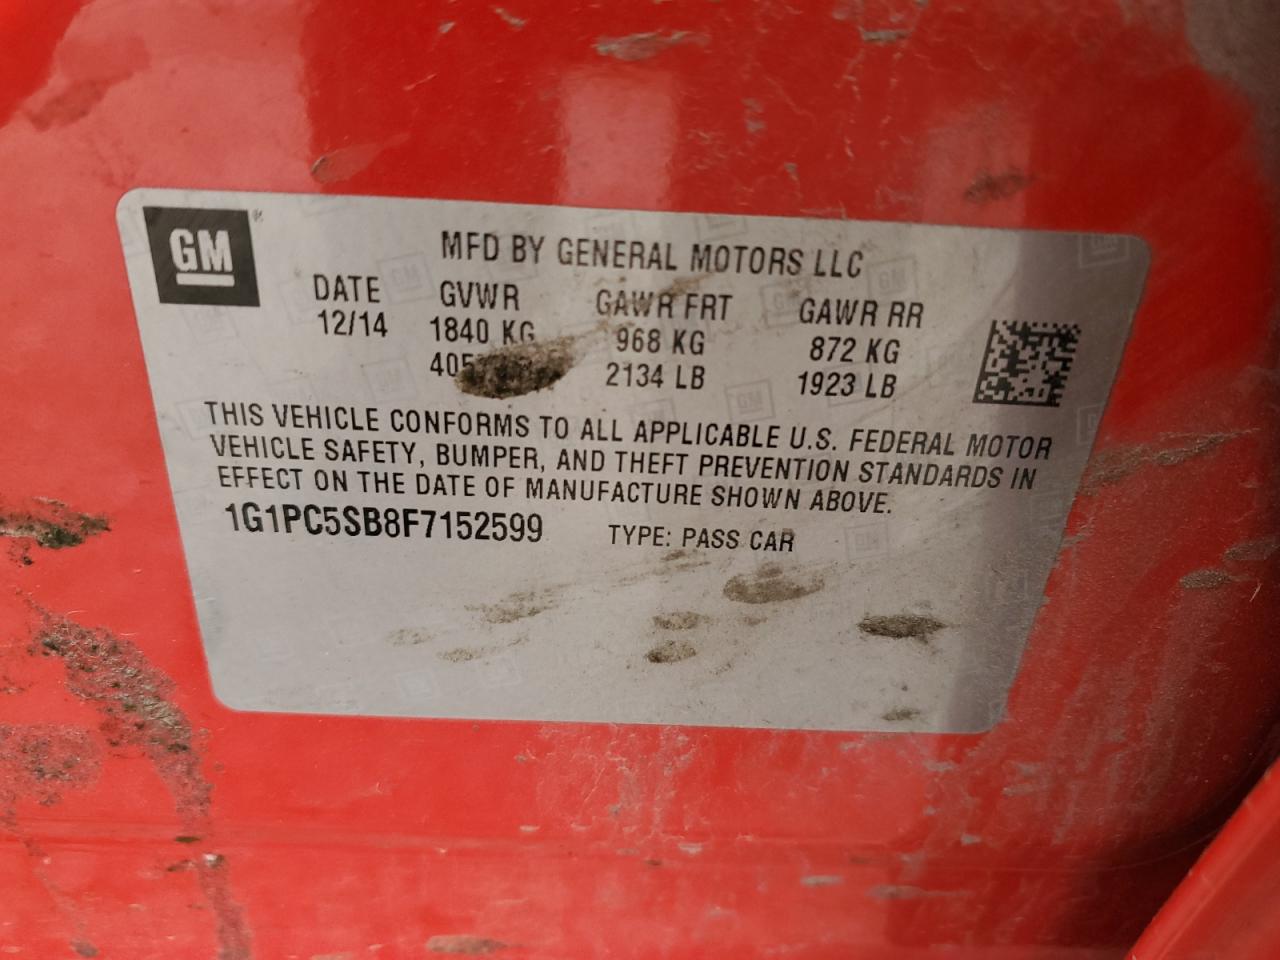 GM®
MFD BY GENERAL MOTORS LLC
DATE GVWR GAWR FRT GAWR RR
12/14 1840 KG 968 KG 872 KG
2134 LB 1923 LB
THIS VEHICLE CONFORMS TO ALL APPLICABLE U.S. FEDERAL MOTOR
VEHICLE SAFETY, BUMPER, AND THEFT PREVENTION STANDARDS IN
EFFECT ON THE DATE OF MANUFACTURE SHOWN ABOVE.
1G1PC5SB8F7152599 TYPE: PASS CAR